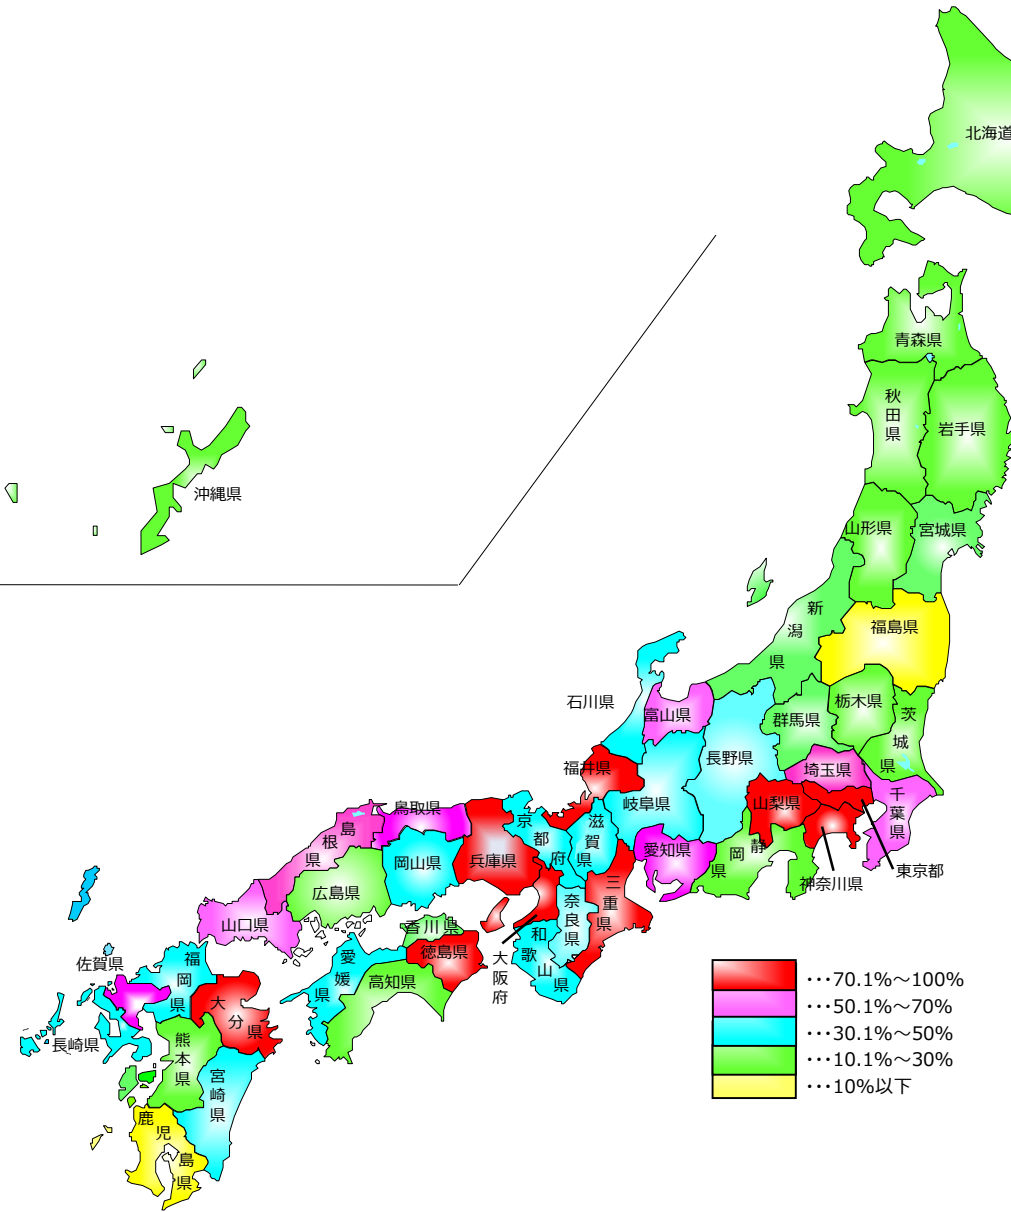 北海道
青森県
秋田県
岩手県
沖縄県
山形県
宮城県
新潟県
福島県
石川県
富山県
栃木県
群馬県
茨城県
長野県
福井県
埼玉県
岐阜県
山梨県
千葉県
鳥取県
島根県
京都府
滋賀県
兵庫県
岡山県
愛知県
静岡県
神奈川県
東京都
広島県
三重県
奈良県
山口県
香川県
徳島県
大阪府
和歌山県
佐賀県
福岡県
愛媛県
高知県
大分県
長崎県
熊本県
宮崎県
鹿児島県
･･･70.1%～100%
･･･50.1%～70%
･･･30.1%～50%
･･･10.1%～30%
･･･10%以下